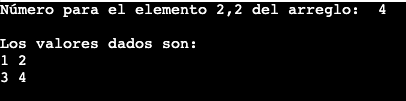 Número para el elemento 2,2 del arreglo:  4
Los valores dados son:
1 2
3 4